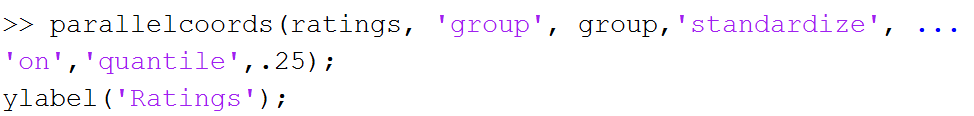 >> parallelcoords(ratings, 'group', group,'standardize', ...
'on','quantile',.25);
ylabel('Ratings');